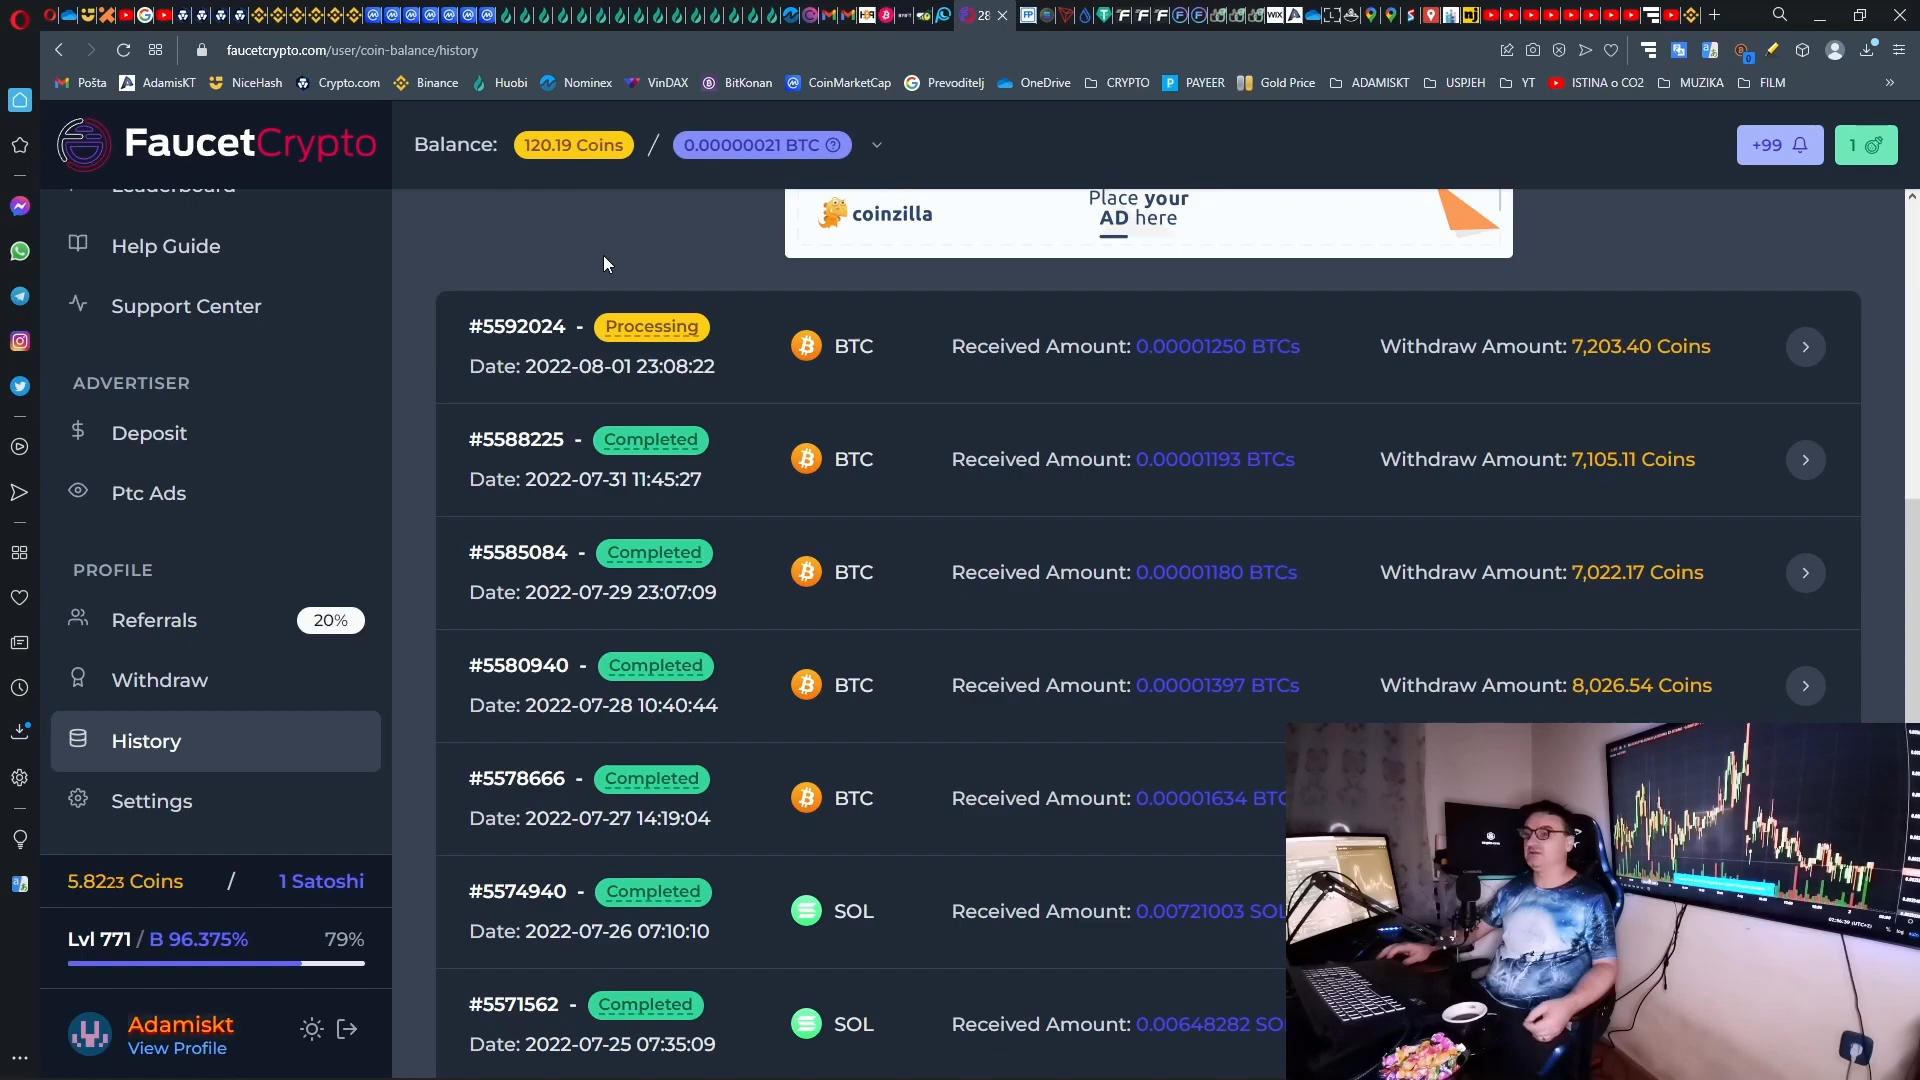 28
faucetcrypto.com/user/coin-balance/history
Pošta
AdamisKT
NiceHash
Crypto.com
Binance
Huobi
Nominex
VinDAX
BitKonan
CoinMarketCap
Prevoditelj
OneDrive
CRYPTO
PAYEER
Gold Price
ADAMISKT
USPJEH
YT
ISTINA o CO2
MUZIKA
FILM
FaucetCrypto
Balance: 120.19 Coins / 0.00000021 BTC
+99
1
Leaderboard
Help Guide
Support Center
ADVERTISER
Deposit
Ptc Ads
PROFILE
Referrals 20%
Withdraw
History
Settings
5.8223 Coins / 1 Satoshi
Lvl 771 / B 96.375% 79%
Adamiskt
View Profile
coinzilla
Place your
AD here
#5592024 - Processing
Date: 2022-08-01 23:08:22
BTC
Received Amount: 0.00001250 BTCs
Withdraw Amount: 7,203.40 Coins
#5588225 - Completed
Date: 2022-07-31 11:45:27
BTC
Received Amount: 0.00001193 BTCs
Withdraw Amount: 7,105.11 Coins
#5585084 - Completed
Date: 2022-07-29 23:07:09
BTC
Received Amount: 0.00001180 BTCs
Withdraw Amount: 7,022.17 Coins
#5580940 - Completed
Date: 2022-07-28 10:40:44
BTC
Received Amount: 0.00001397 BTCs
Withdraw Amount: 8,026.54 Coins
#5578666 - Completed
Date: 2022-07-27 14:19:04
BTC
Received Amount: 0.00001634 BTC
#5574940 - Completed
Date: 2022-07-26 07:10:10
SOL
Received Amount: 0.00721003 SOL
#5571562 - Completed
Date: 2022-07-25 07:35:09
SOL
Received Amount: 0.00648282 SO